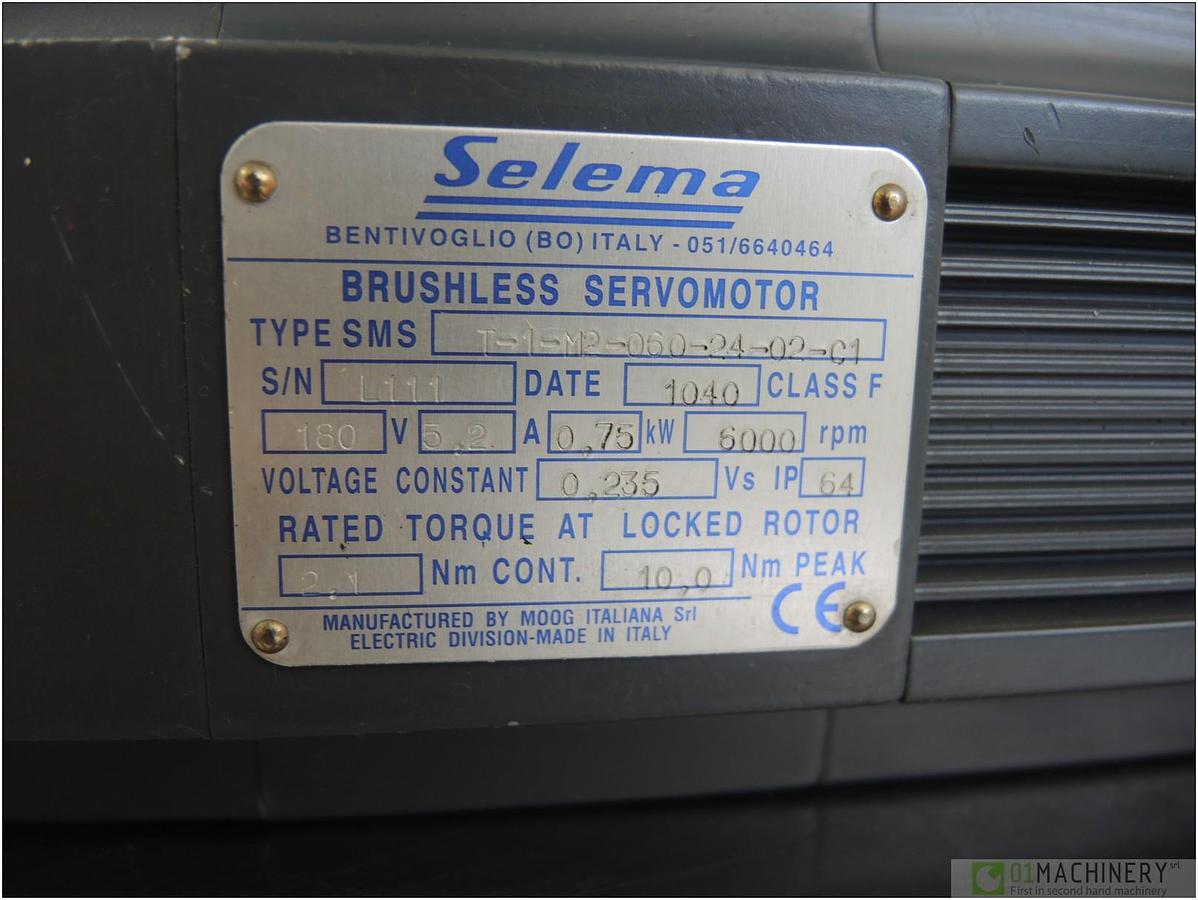 Selema
BENTIVOGLIO (BO) ITALY - 051/6640464
BRUSHLESS SERVOMOTOR
TYPE SMS T-1-M2-060-24-02-C1
S/N L111 DATE 1040 CLASS F
180 V 5,2 A 0,75 kW 6000 rpm
VOLTAGE CONSTANT 0,235 Vs IP 64
RATED TORQUE AT LOCKED ROTOR
2,1 Nm CONT. 10,0 Nm PEAK
MANUFACTURED BY MOOG ITALIANA Srl
ELECTRIC DIVISION-MADE IN ITALY
CE
01MACHINERY srl
First in second hand machinery